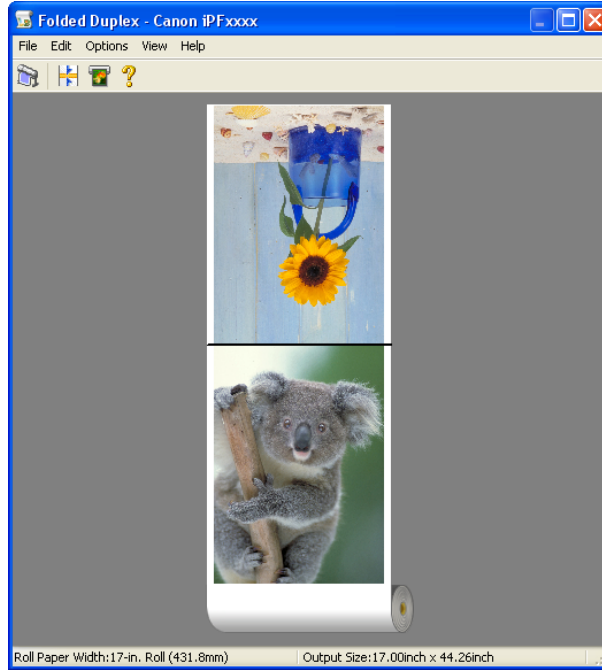 Folded Duplex - Canon iPFxxxx
File Edit Options View Help
Roll Paper Width:17-in. Roll (431.8mm) Output Size:17.00inch x 44.26inch